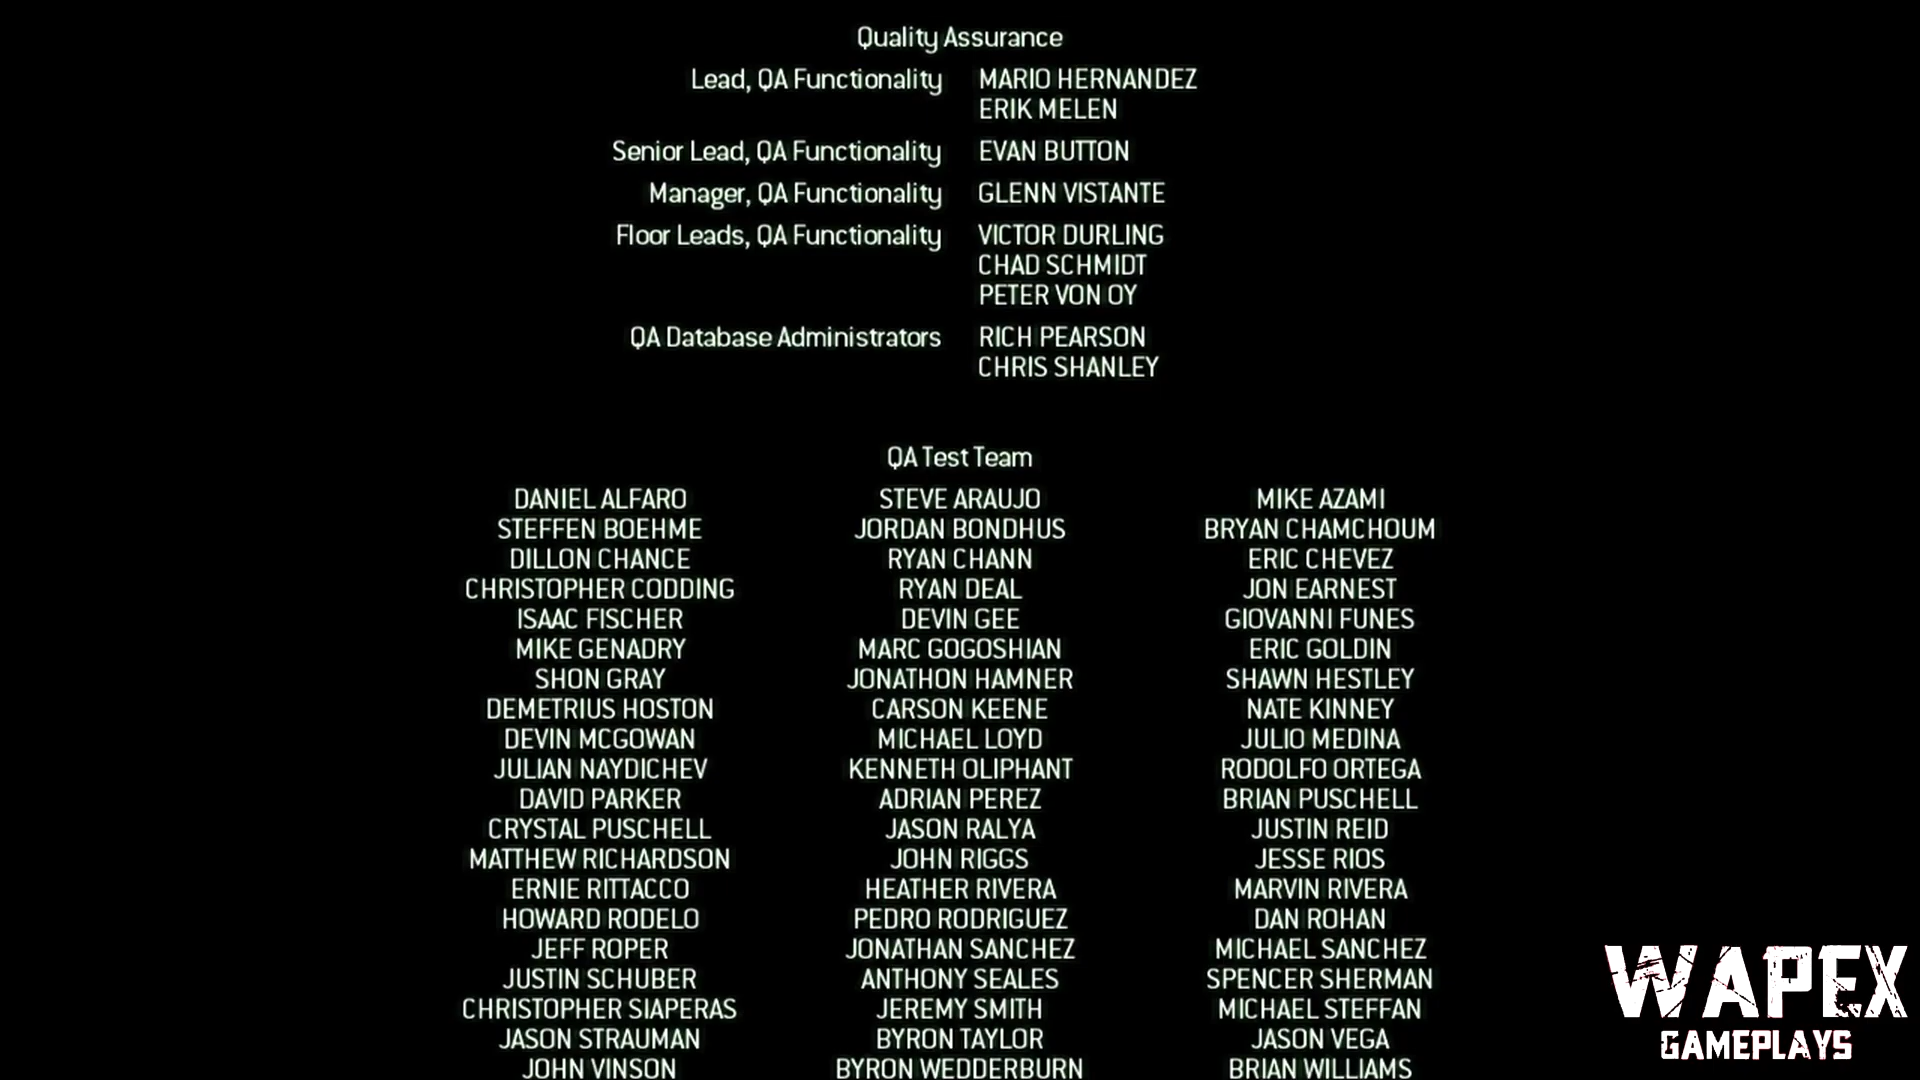 Quality Assurance
Lead, QA Functionality MARIO HERNANDEZ
ERIK MELEN
Senior Lead, QA Functionality EVAN BUTTON
Manager, QA Functionality GLENN VISTANTE
Floor Leads, QA Functionality VICTOR DURLING
CHAD SCHMIDT
PETER VON OY
QA Database Administrators RICH PEARSON
CHRIS SHANLEY
QA Test Team
DANIEL ALFARO STEVE ARAUJO MIKE AZAMI
STEFFEN BOEHME JORDAN BONDHUS BRYAN CHAMCHOUM
DILLON CHANCE RYAN CHANN ERIC CHEVEZ
CHRISTOPHER CODDING RYAN DEAL JON EARNEST
ISAAC FISCHER DEVIN GEE GIOVANNI FUNES
MIKE GENADRY MARC GOGOSHIAN ERIC GOLDIN
SHON GRAY JONATHON HAMNER SHAWN HESTLEY
DEMETRIUS HOSTON CARSON KEENE NATE KINNEY
DEVIN MCGOWAN MICHAEL LOYD JULIO MEDINA
JULIAN NAYDICHEV KENNETH OLIPHANT RODOLFO ORTEGA
DAVID PARKER ADRIAN PEREZ BRIAN PUSCHELL
CRYSTAL PUSCHELL JASON RALYA JUSTIN REID
MATTHEW RICHARDSON JOHN RIGGS JESSE RIOS
ERNIE RITTACCO HEATHER RIVERA MARVIN RIVERA
HOWARD RODELO PEDRO RODRIGUEZ DAN ROHAN
JEFF ROPER JONATHAN SANCHEZ MICHAEL SANCHEZ
JUSTIN SCHUBER ANTHONY SEALES SPENCER SHERMAN
CHRISTOPHER SIAPERAS JEREMY SMITH MICHAEL STEFFAN
JASON STRAUMAN BYRON TAYLOR JASON VEGA
JOHN VINSON BYRON WEDDERBURN BRIAN WILLIAMS
WAPEX
GAMEPLAYS